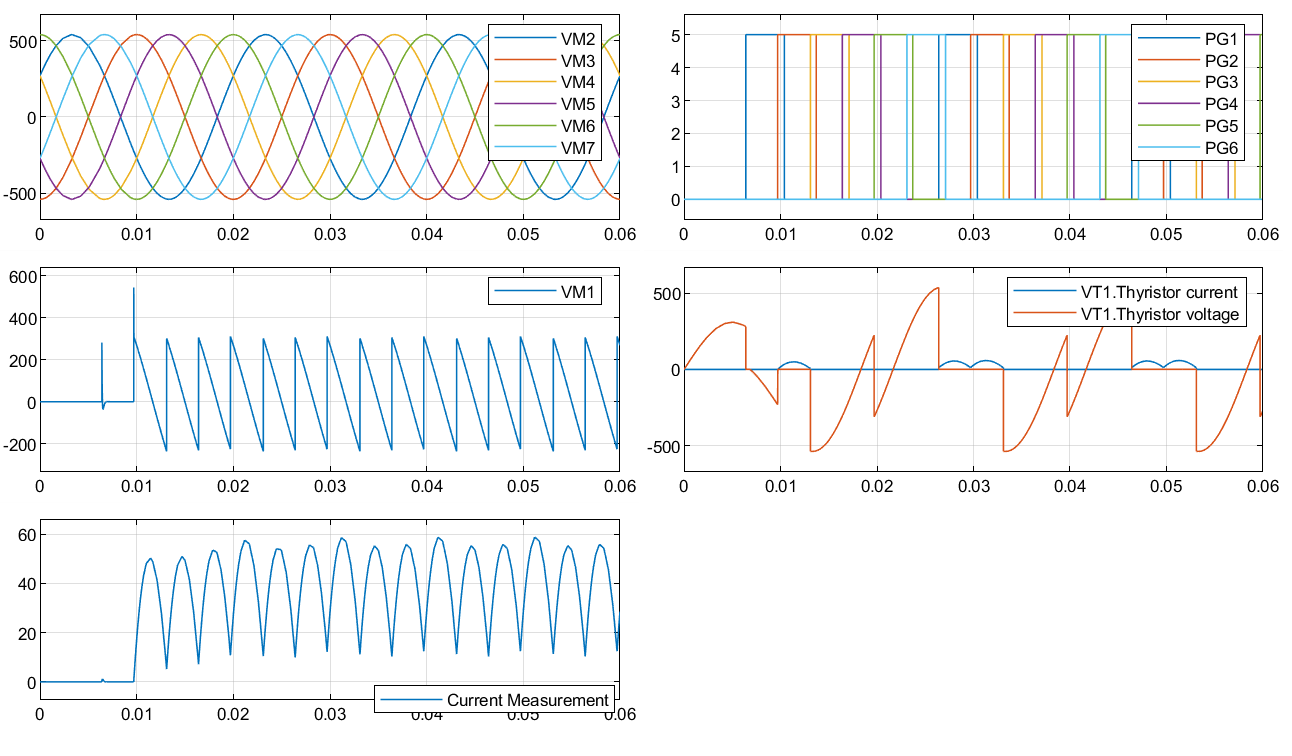 500
0
-500
0 0.01 0.02 0.03 0.04 0.05 0.06
VM2
VM3
VM4
VM5
VM6
VM7
5
4
3
2
1
0
0 0.01 0.02 0.03 0.04 0.05 0.06
PG1
PG2
PG3
PG4
PG5
PG6
600
400
200
0
-200
0 0.01 0.02 0.03 0.04 0.05 0.06
VM1
500
0
-500
0 0.01 0.02 0.03 0.04 0.05 0.06
VT1.Thyristor current
VT1.Thyristor voltage
60
40
20
0
0 0.01 0.02 0.03 0.04 0.05 0.06
Current Measurement